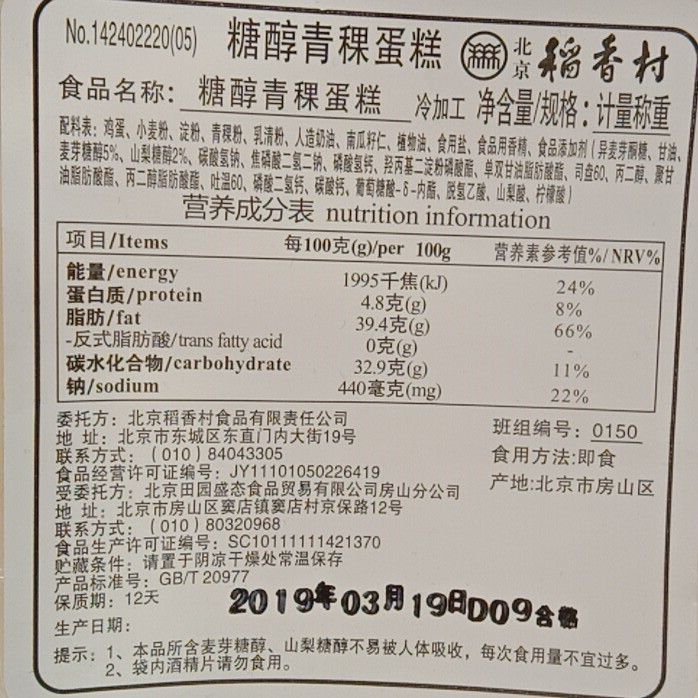 No.142402220(05) 糖醇青稞蛋糕 北京 稻香村
食品名称: 糖醇青稞蛋糕 冷加工 净含量/规格: 计量称重
配料表: 鸡蛋、小麦粉、淀粉、青稞粉、乳清粉、人造奶油、南瓜籽仁、植物油、食用盐、食品用香精、食品添加剂(异麦芽酮糖、甘油、
麦芽糖醇5%、山梨糖醇2%、碳酸氢钠、焦磷酸二氢二钠、磷酸氢钙、羟丙基二淀粉磷酸酯、单双甘油脂肪酸酯、司盘60、丙二醇、聚甘
油脂肪酸酯、丙二醇脂肪酸酯、吐温60、磷酸二氢钙、碳酸钙、葡萄糖酸-δ-内酯、脱氢乙酸、山梨酸、柠檬酸)
营养成分表 nutrition information
项目/Items 每100克(g)/per 100g 营养素参考值%/NRV%
能量/energy 1995千焦(kJ) 24%
蛋白质/protein 4.8克(g) 8%
脂肪/fat 39.4克(g) 66%
-反式脂肪酸/trans fatty acid 0克(g) -
碳水化合物/carbohydrate 32.9克(g) 11%
钠/sodium 440毫克(mg) 22%
委托方: 北京稻香村食品有限责任公司
地 址: 北京市东城区东直门内大街19号 班组编号: 0150
联系方式: (010)84043305 食用方法:即食
食品经营许可证编号: JY11101050226419
受委托方: 北京田园盛态食品贸易有限公司房山分公司 产地:北京市房山区
地 址: 北京市房山区窦店镇窦店村京保路12号
联系方式: (010)80320968
食品生产许可证编号: SC10111111421370
贮藏条件: 请置于阴凉干燥处常温保存
产品标准号: GB/T 20977
保质期: 12天
生产日期: 2019年03月19日D09合格
提示: 1、本品所含麦芽糖醇、山梨糖醇不易被人体吸收，每次食用量不宜过多。
2、袋内酒精片请勿食用。